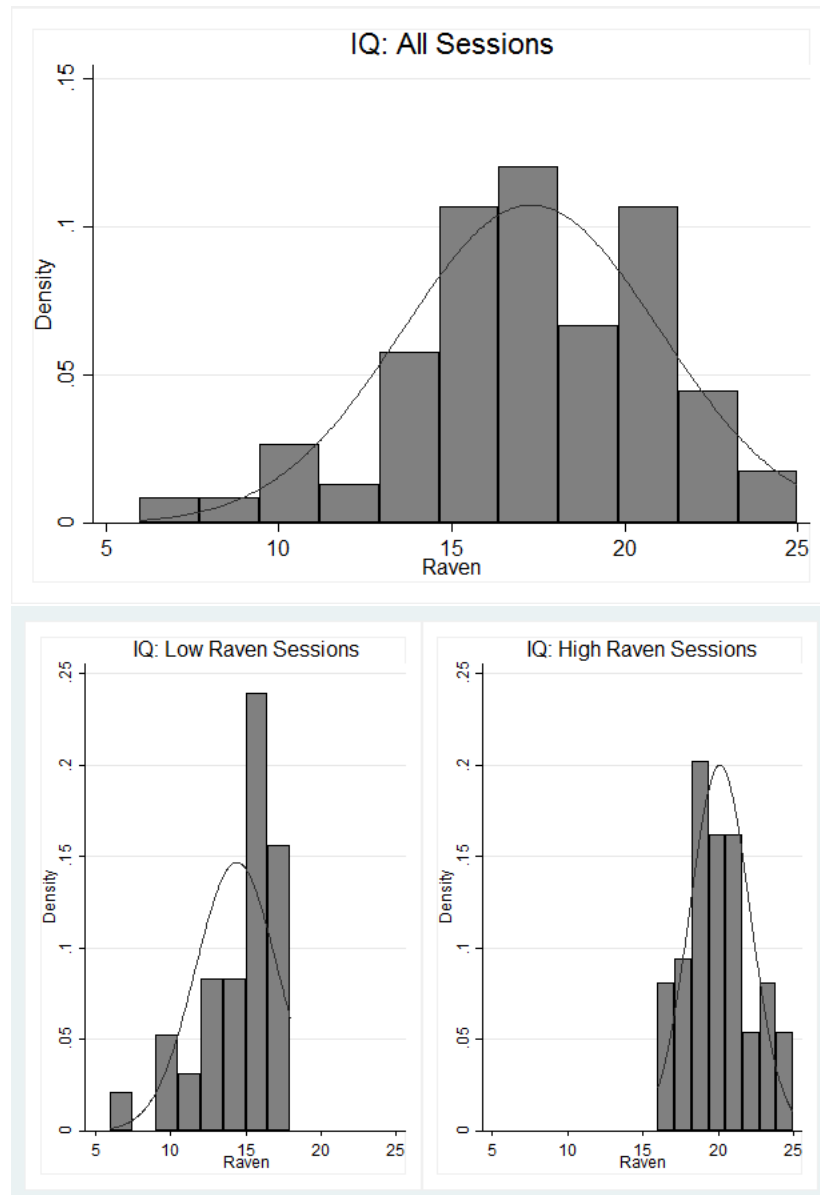 IQ: All Sessions
.15
.1
.05
0
Density
5 10 15 20 25
Raven
IQ: Low Raven Sessions
.25
.2
.15
.1
.05
0
Density
5 10 15 20 25
Raven
IQ: High Raven Sessions
.25
.2
.15
.1
.05
0
Density
5 10 15 20 25
Raven